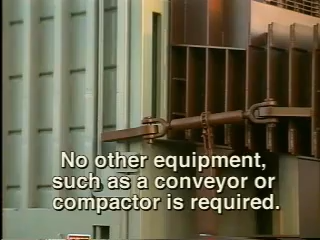 No other equipment,
such as a conveyor or
compactor is required.